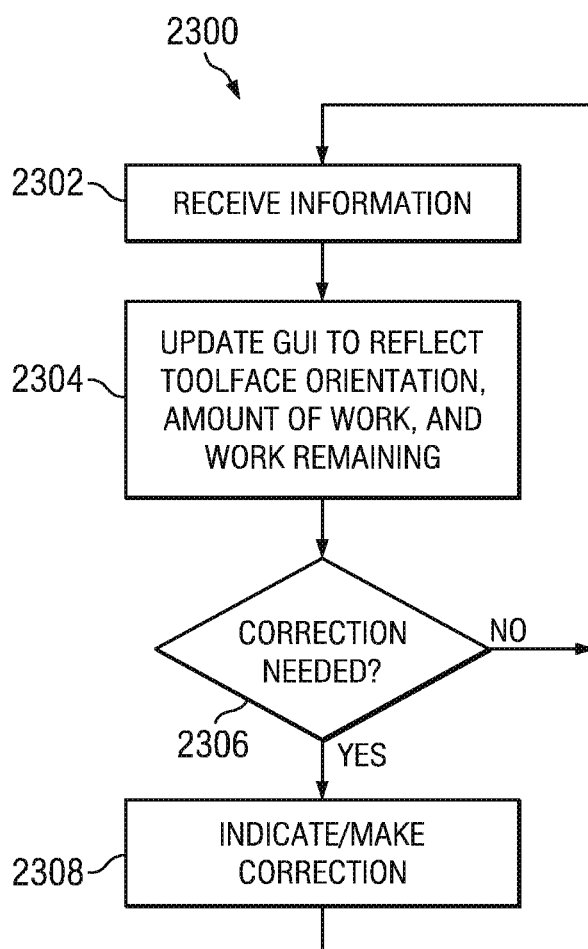 2300
2302
RECEIVE INFORMATION
2304
UPDATE GUI TO REFLECT
TOOLFACE ORIENTATION,
AMOUNT OF WORK, AND
WORK REMAINING
CORRECTION
NEEDED?
NO
2306
YES
2308
INDICATE/MAKE
CORRECTION